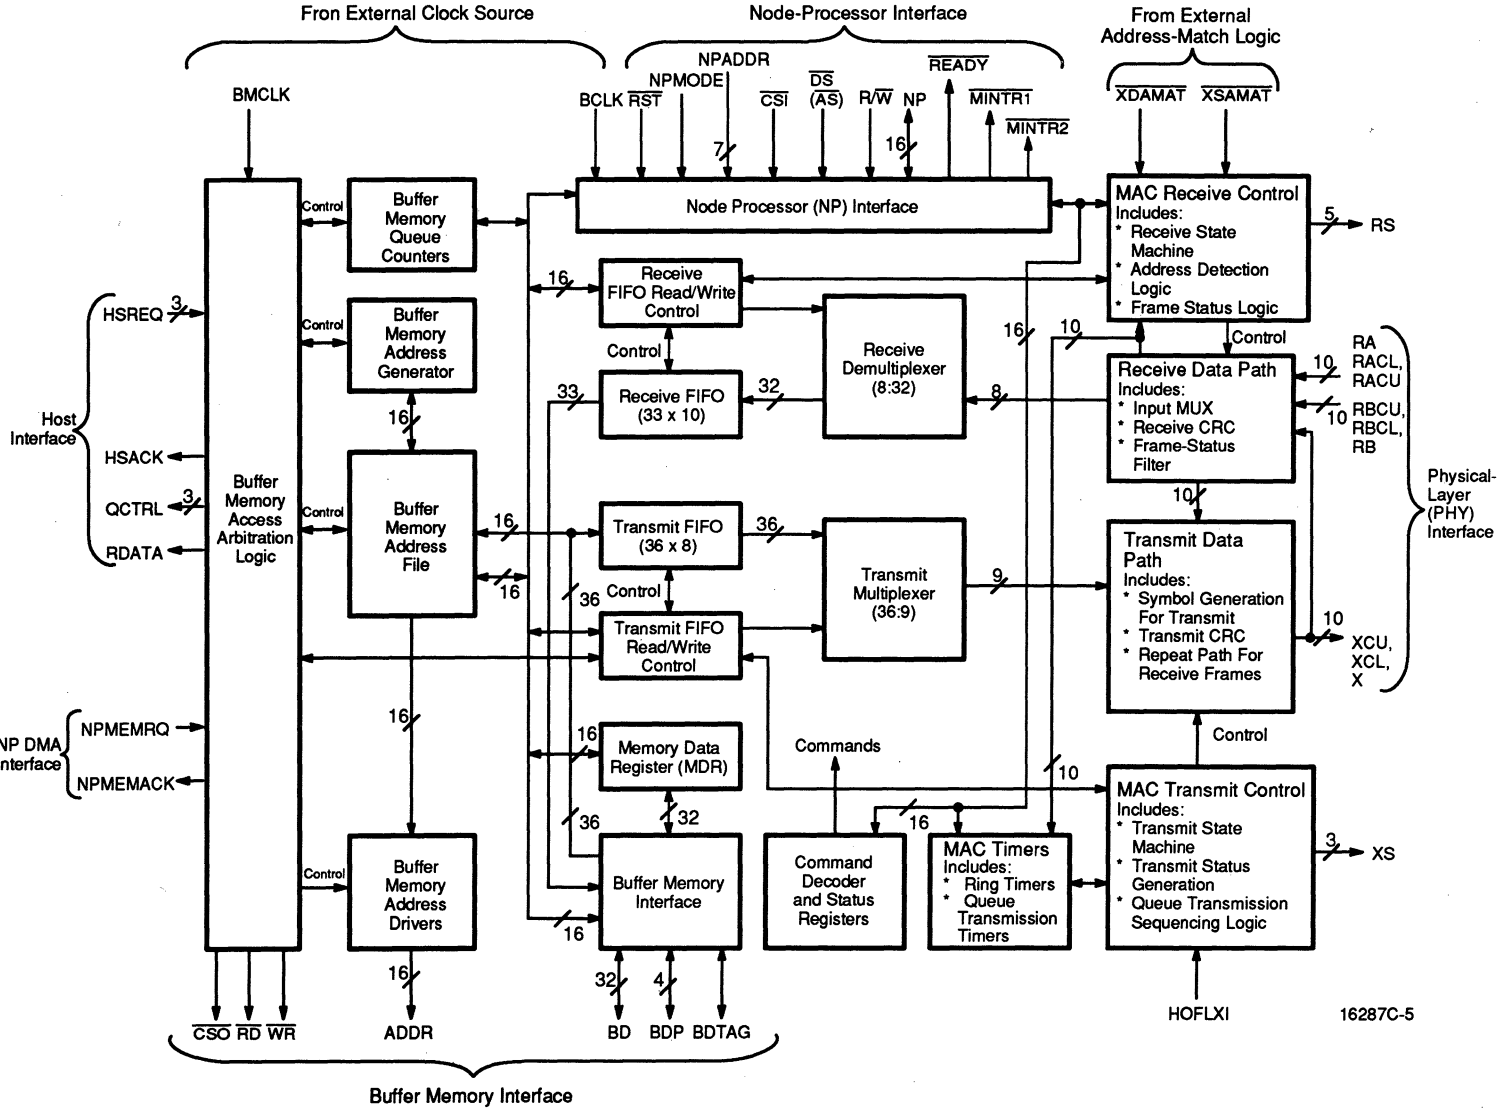 Fron External Clock Source
Node-Processor Interface
From External
Address-Match Logic
BMCLK
BCLK
RST
NPMODE
NPADDR
7
CSI
DS
(AS)
R/W
NP
16
READY
MINTR1
MINTR2
XDAMAT
XSAMAT
Node Processor (NP) Interface
MAC Receive Control
Includes:
* Receive State
Machine
* Address Detection
Logic
* Frame Status Logic
5
RS
Control
Buffer
Memory
Queue
Counters
16
Receive
FIFO Read/Write
Control
Host
Interface
HSREQ
3
HSACK
QCTRL
3
RDATA
Control
Buffer
Memory
Address
Generator
16
Control
Receive
Demultiplexer
(8:32)
16
10
Control
33
Receive FIFO
(33 x 10)
32
8
Receive Data Path
Includes:
* Input MUX
* Receive CRC
* Frame-Status
Filter
10
10
RA
RACL,
RACU
RBCU,
RBCL,
RB
Physical-
Layer
(PHY)
Interface
Buffer
Memory
Access
Arbitration
Logic
Control
Buffer
Memory
Address
File
16
16
36
Transmit FIFO
(36 x 8)
36
Control
Transmit FIFO
Read/Write
Control
Transmit
Multiplexer
(36:9)
9
10
Transmit Data
Path
Includes:
* Symbol Generation
For Transmit
* Transmit CRC
* Repeat Path For
Receive Frames
10
XCU,
XCL,
X
NP DMA
Interface
NPMEMRQ
NPMEMACK
16
16
Memory Data
Register (MDR)
36
32
Commands
16
10
Control
MAC Transmit Control
Includes:
* Transmit State
Machine
* Transmit Status
Generation
* Queue Transmission
Sequencing Logic
3
XS
Control
Buffer
Memory
Address
Drivers
Buffer Memory
Interface
16
Command
Decoder
and Status
Registers
MAC Timers
Includes:
* Ring Timers
* Queue
Transmission
Timers
16
32
4
CSO
RD
WR
ADDR
BD
BDP
BDTAG
HOFLXI
16287C-5
Buffer Memory Interface